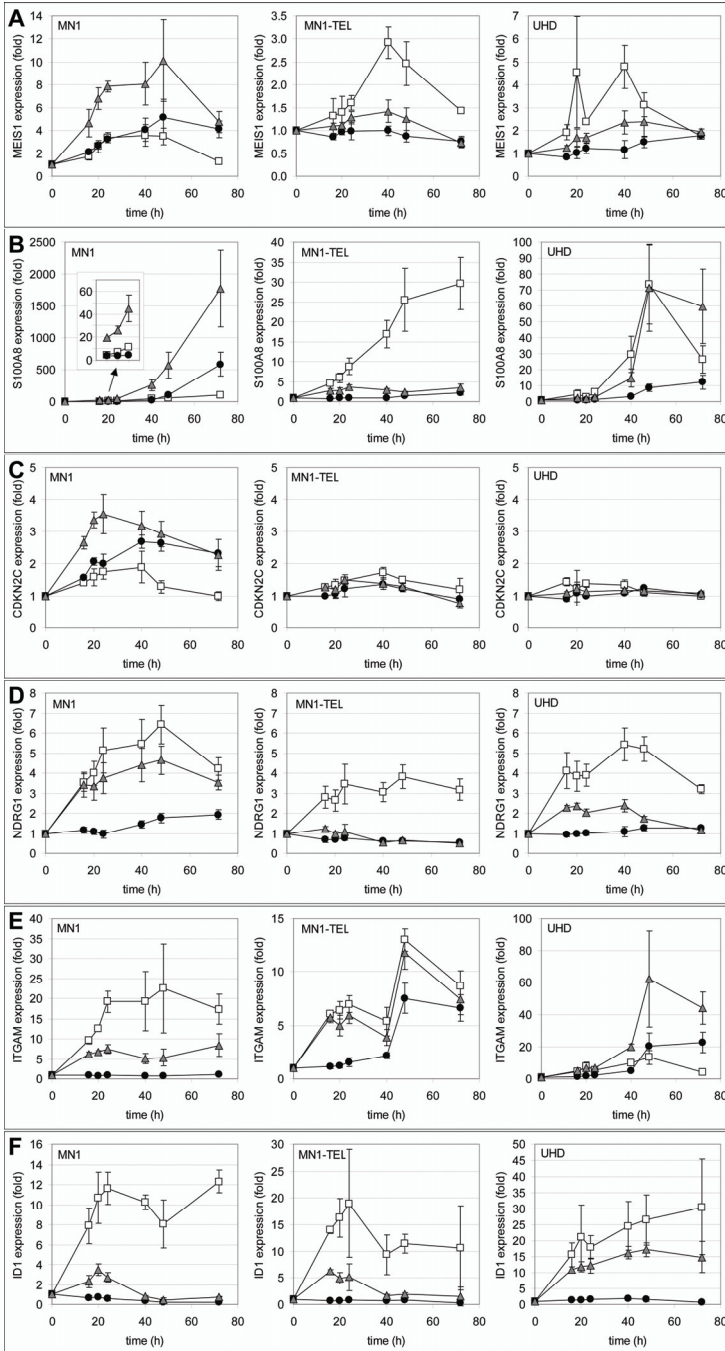 A
MN1
MN1-TEL
UHD
MEIS1 expression (fold)
14
12
10
8
6
4
2
0
0 20 40 60 80
time (h)
MEIS1 expression (fold)
3.5
3.0
2.5
2.0
1.5
1.0
0.5
0.0
0 20 40 60 80
time (h)
MEIS1 expression (fold)
7
6
5
4
3
2
1
0
0 20 40 60 80
time (h)
B
MN1
MN1-TEL
UHD
S100A8 expression (fold)
2500
2000
1500
1000
500
0
60
40
20
0
0 20 40 60 80
time (h)
S100A8 expression (fold)
40
35
30
25
20
15
10
5
0
0 20 40 60 80
time (h)
S100A8 expression (fold)
100
90
80
70
60
50
40
30
20
10
0
0 20 40 60 80
time (h)
C
MN1
MN1-TEL
UHD
CDKN2C expression (fold)
5
4
3
2
1
0
0 20 40 60 80
time (h)
CDKN2C expression (fold)
5
4
3
2
1
0
0 20 40 60 80
time (h)
CDKN2C expression (fold)
5
4
3
2
1
0
0 20 40 60 80
time (h)
D
MN1
MN1-TEL
UHD
NDRG1 expression (fold)
8
7
6
5
4
3
2
1
0
0 20 40 60 80
time (h)
NDRG1 expression (fold)
8
7
6
5
4
3
2
1
0
0 20 40 60 80
time (h)
NDRG1 expression (fold)
8
7
6
5
4
3
2
1
0
0 20 40 60 80
time (h)
E
MN1
MN1-TEL
UHD
ITGAM expression (fold)
40
35
30
25
20
15
10
5
0
0 20 40 60 80
time (h)
ITGAM expression (fold)
15
10
5
0
0 20 40 60 80
time (h)
ITGAM expression (fold)
100
80
60
40
20
0
0 20 40 60 80
time (h)
F
MN1
MN1-TEL
UHD
ID1 expression (fold)
16
14
12
10
8
6
4
2
0
0 20 40 60 80
time (h)
ID1 expression (fold)
30
25
20
15
10
5
0
0 20 40 60 80
time (h)
ID1 expression (fold)
50
45
40
35
30
25
20
15
10
5
0
0 20 40 60 80
time (h)